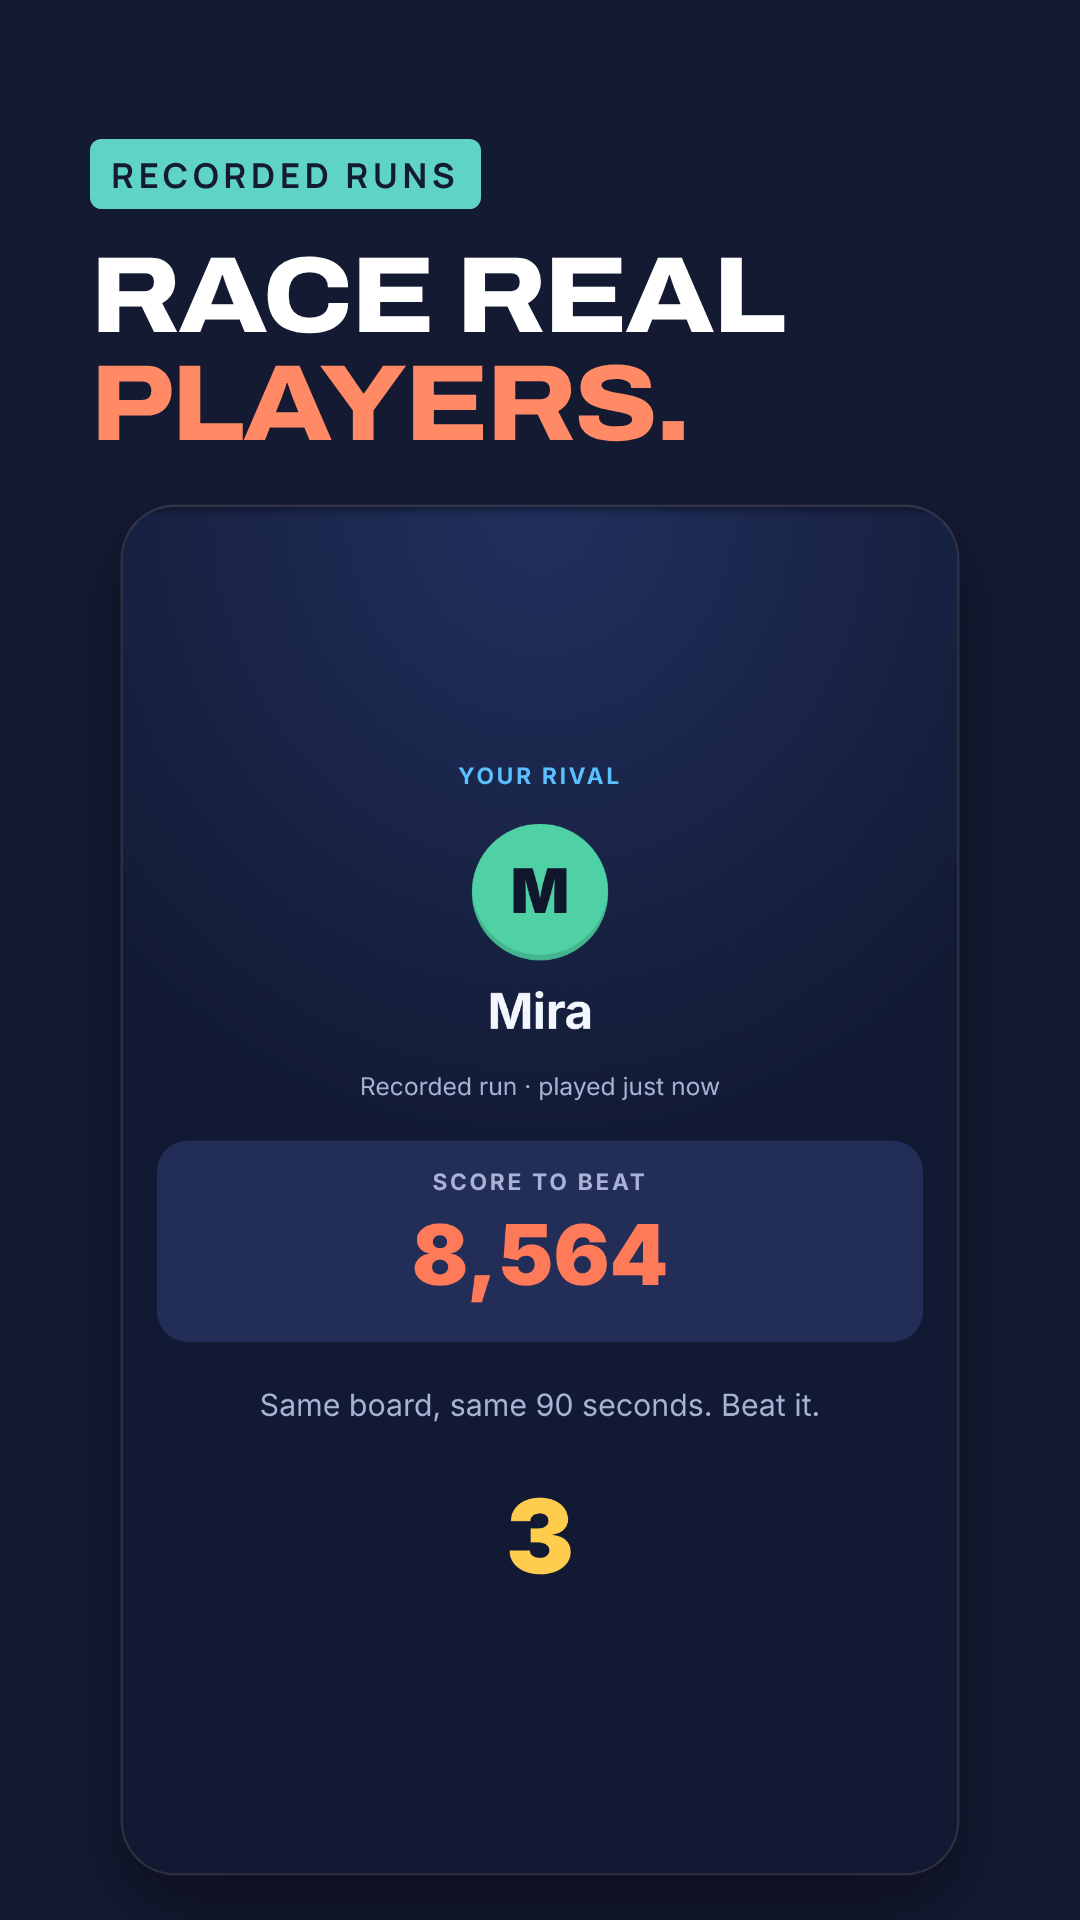 RECORDED RUNS
RACE REAL
PLAYERS.
YOUR RIVAL
M
Mira
Recorded run · played just now
SCORE TO BEAT
8,564
Same board, same 90 seconds. Beat it.
3